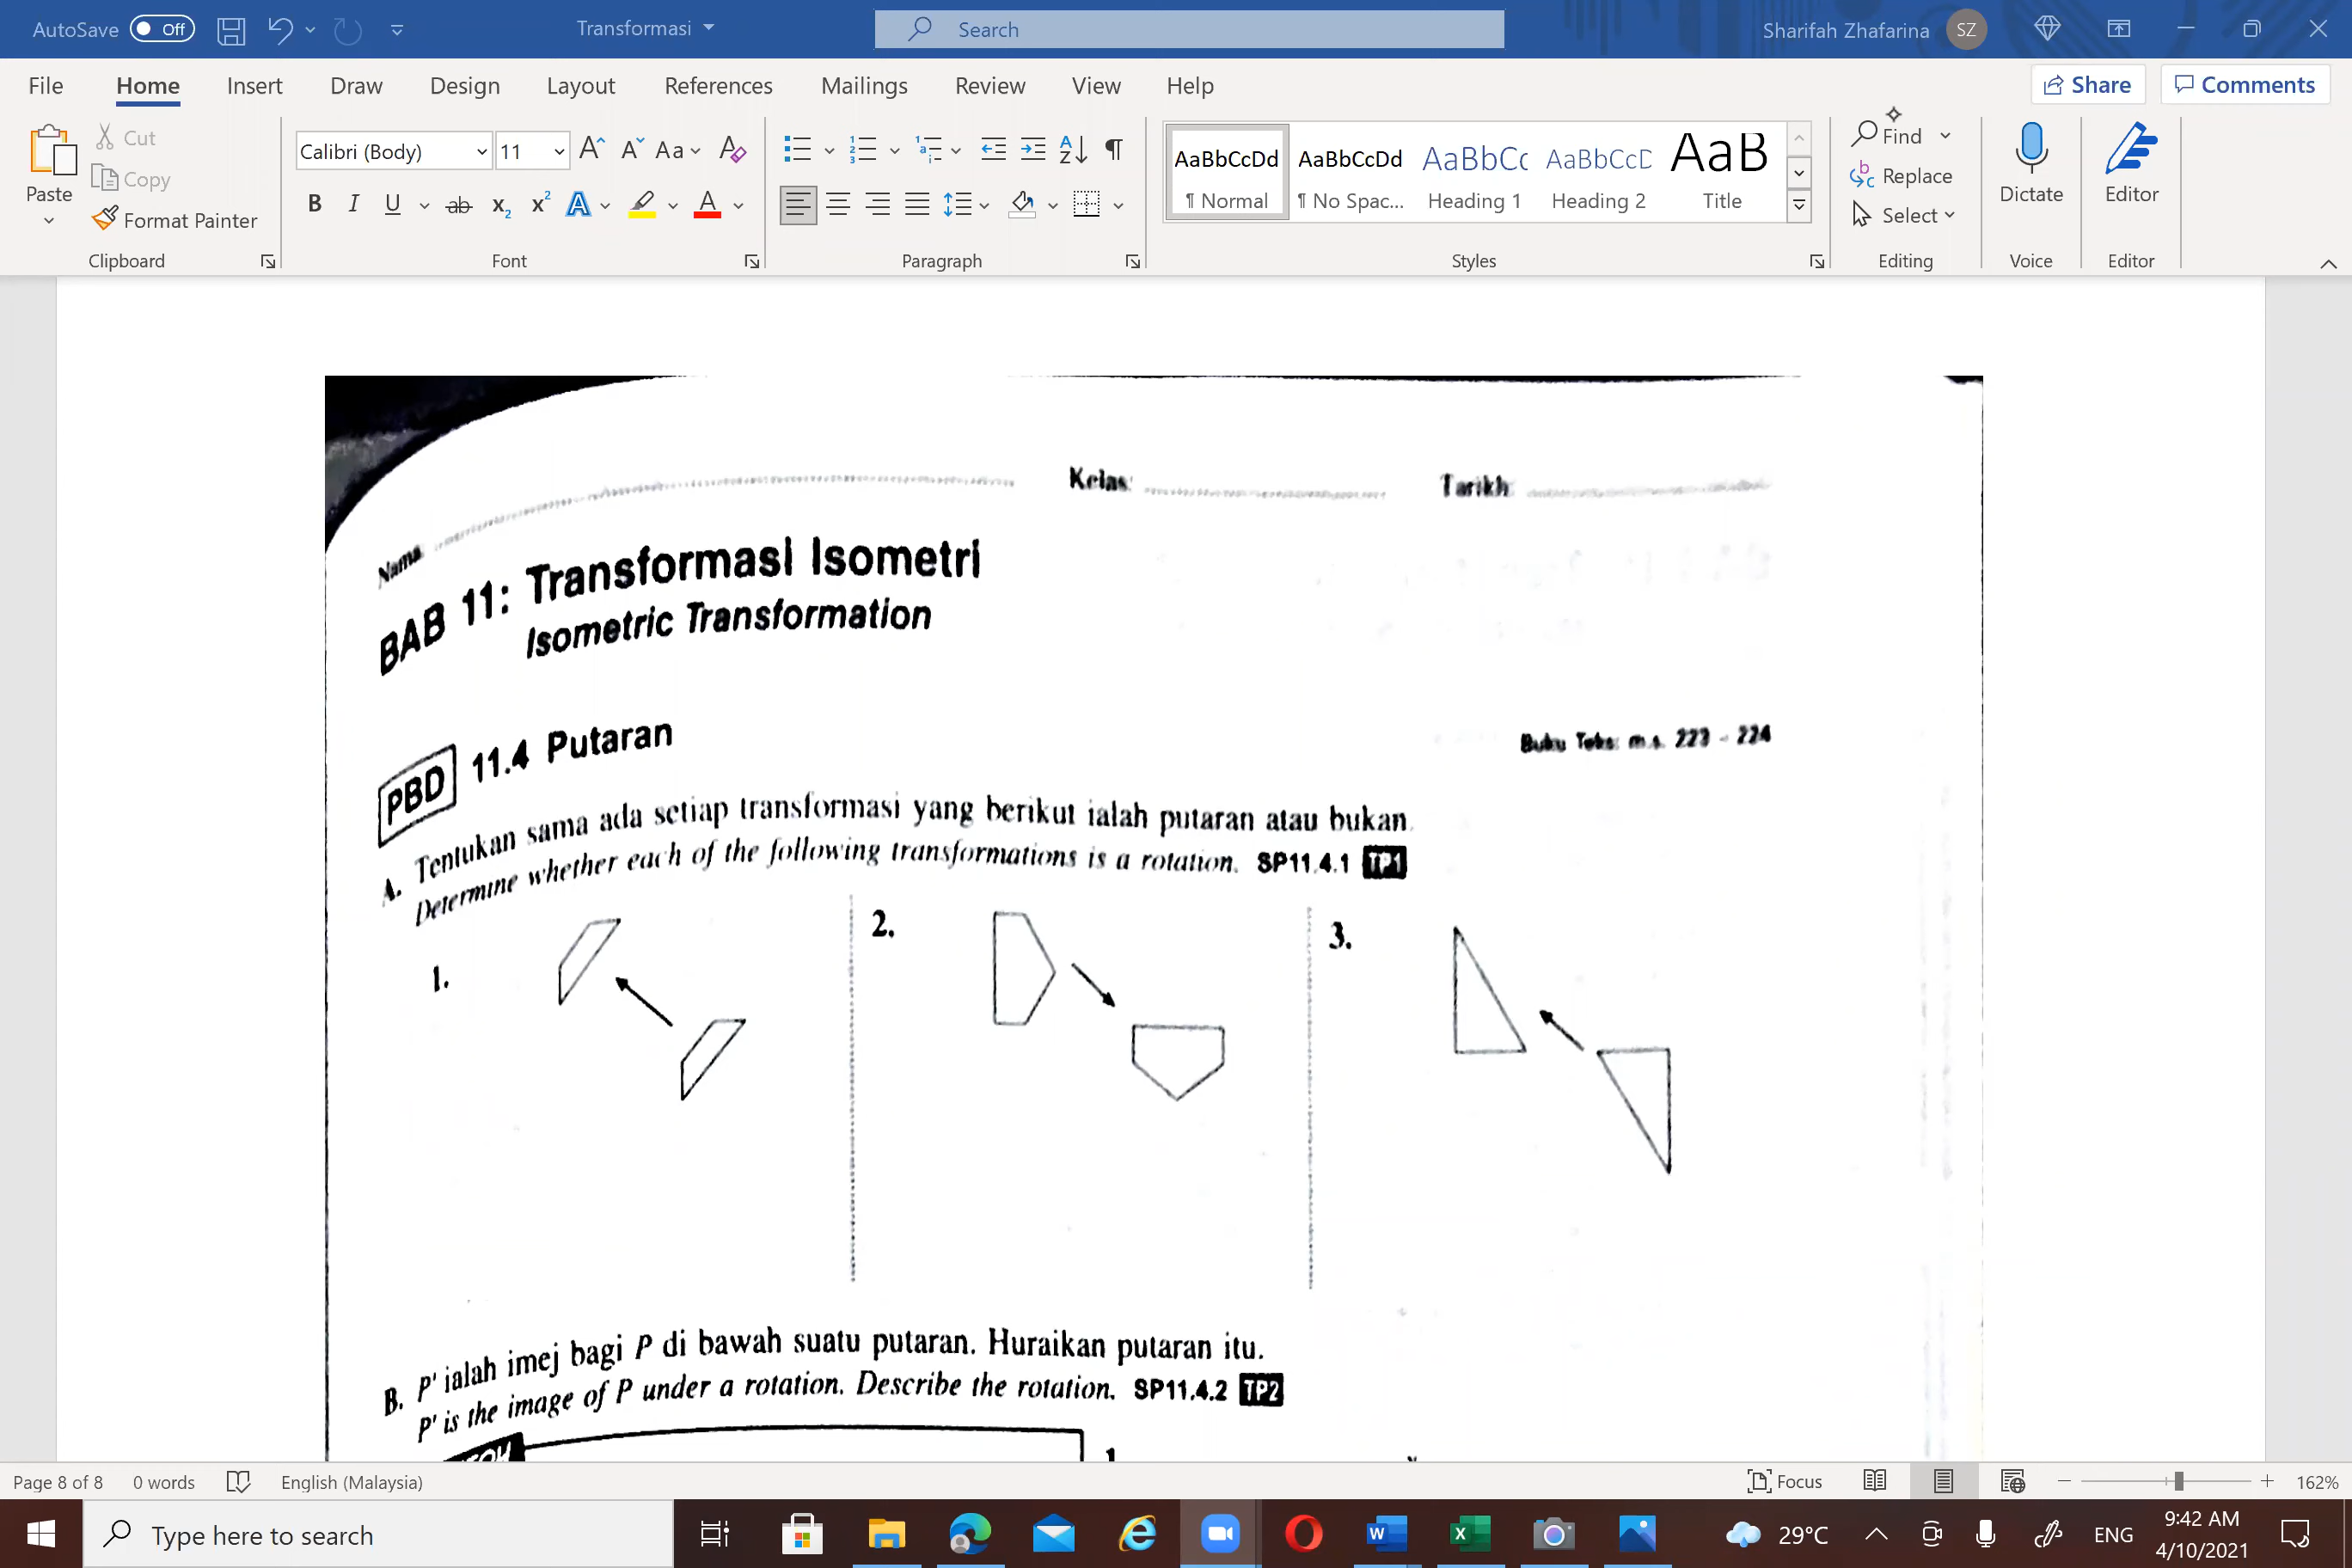 AutoSave Off Transformasi Search Sharifah Zhafarina SZ
File Home Insert Draw Design Layout References Mailings Review View Help Share Comments
Paste Cut Copy Format Painter
Calibri (Body) 11
AaBbCcDd AaBbCcDd AaBbCc AaBbCcD AaB
¶ Normal ¶ No Spac... Heading 1 Heading 2 Title
Find Replace Select
Dictate Editor
Clipboard Font Paragraph Styles Editing Voice Editor
Nama Kelas: Tarikh
BAB 11: Transformasi Isometri
Isometric Transformation
PBD 11.4 Putaran
Buku Teks: m.s. 223 - 224
A. Tentukan sama ada setiap transformasi yang berikut ialah putaran atau bukan.
Determine whether each of the following transformations is a rotation. SP11.4.1 TP1
1. 2. 3.
B. P' ialah imej bagi P di bawah suatu putaran. Huraikan putaran itu.
P' is the image of P under a rotation. Describe the rotation. SP11.4.2 TP2
Page 8 of 8 0 words English (Malaysia) Focus 162%
Type here to search 29°C ENG 9:42 AM
4/10/2021